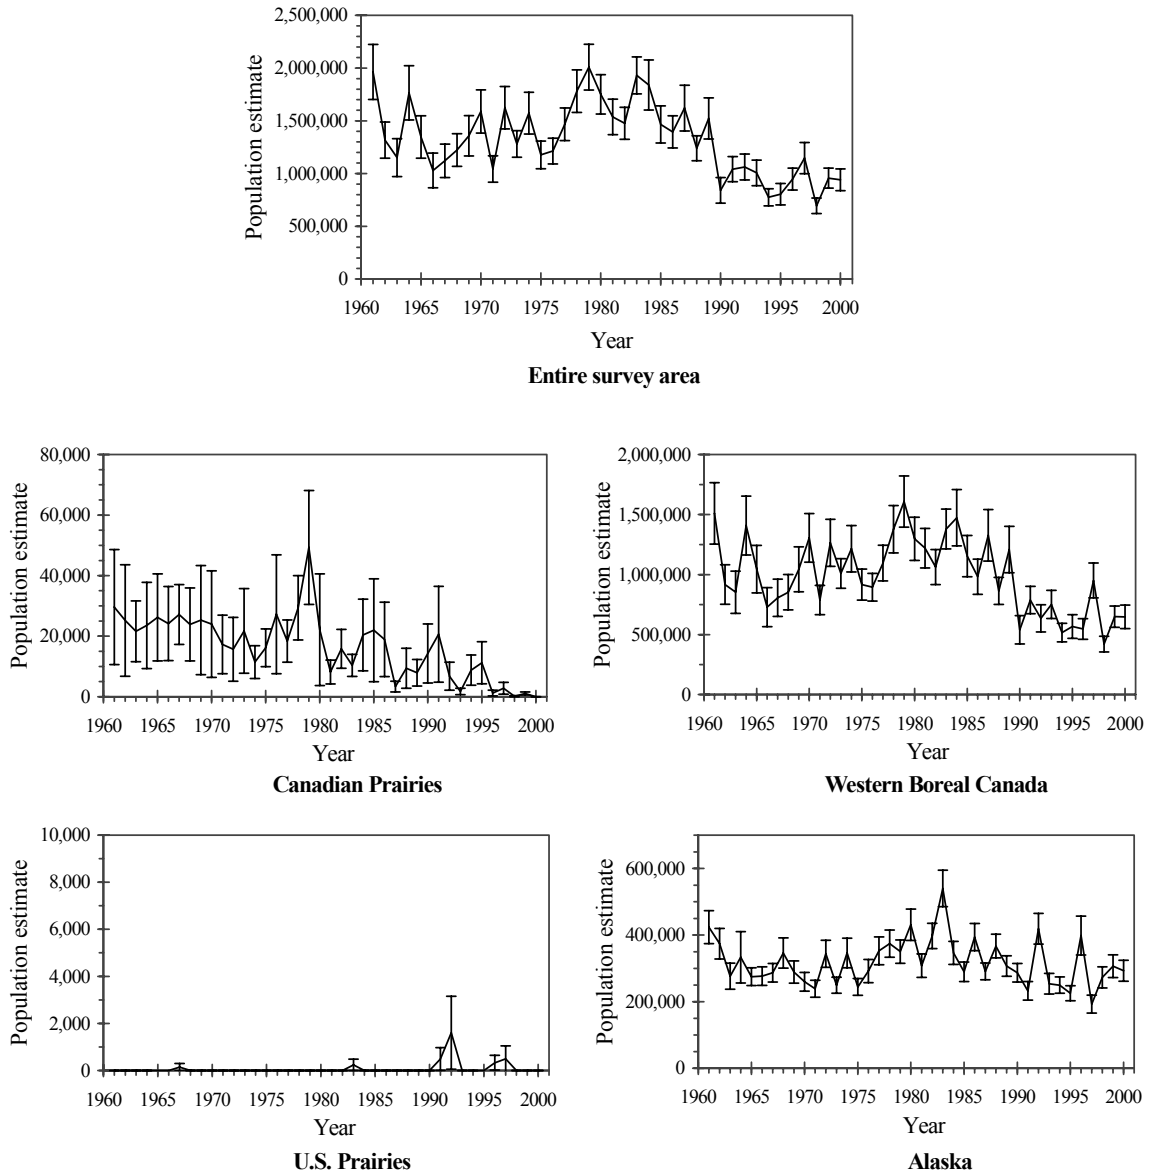 2,500,000
2,000,000
1,500,000
1,000,000
500,000
0
Population estimate
1960 1965 1970 1975 1980 1985 1990 1995 2000
Year
Entire survey area
80,000
60,000
40,000
20,000
0
Population estimate
1960 1965 1970 1975 1980 1985 1990 1995 2000
Year
Canadian Prairies
2,000,000
1,500,000
1,000,000
500,000
0
Population estimate
1960 1965 1970 1975 1980 1985 1990 1995 2000
Year
Western Boreal Canada
10,000
8,000
6,000
4,000
2,000
0
Population estimate
1960 1965 1970 1975 1980 1985 1990 1995 2000
Year
U.S. Prairies
600,000
400,000
200,000
0
Population estimate
1960 1965 1970 1975 1980 1985 1990 1995 2000
Year
Alaska